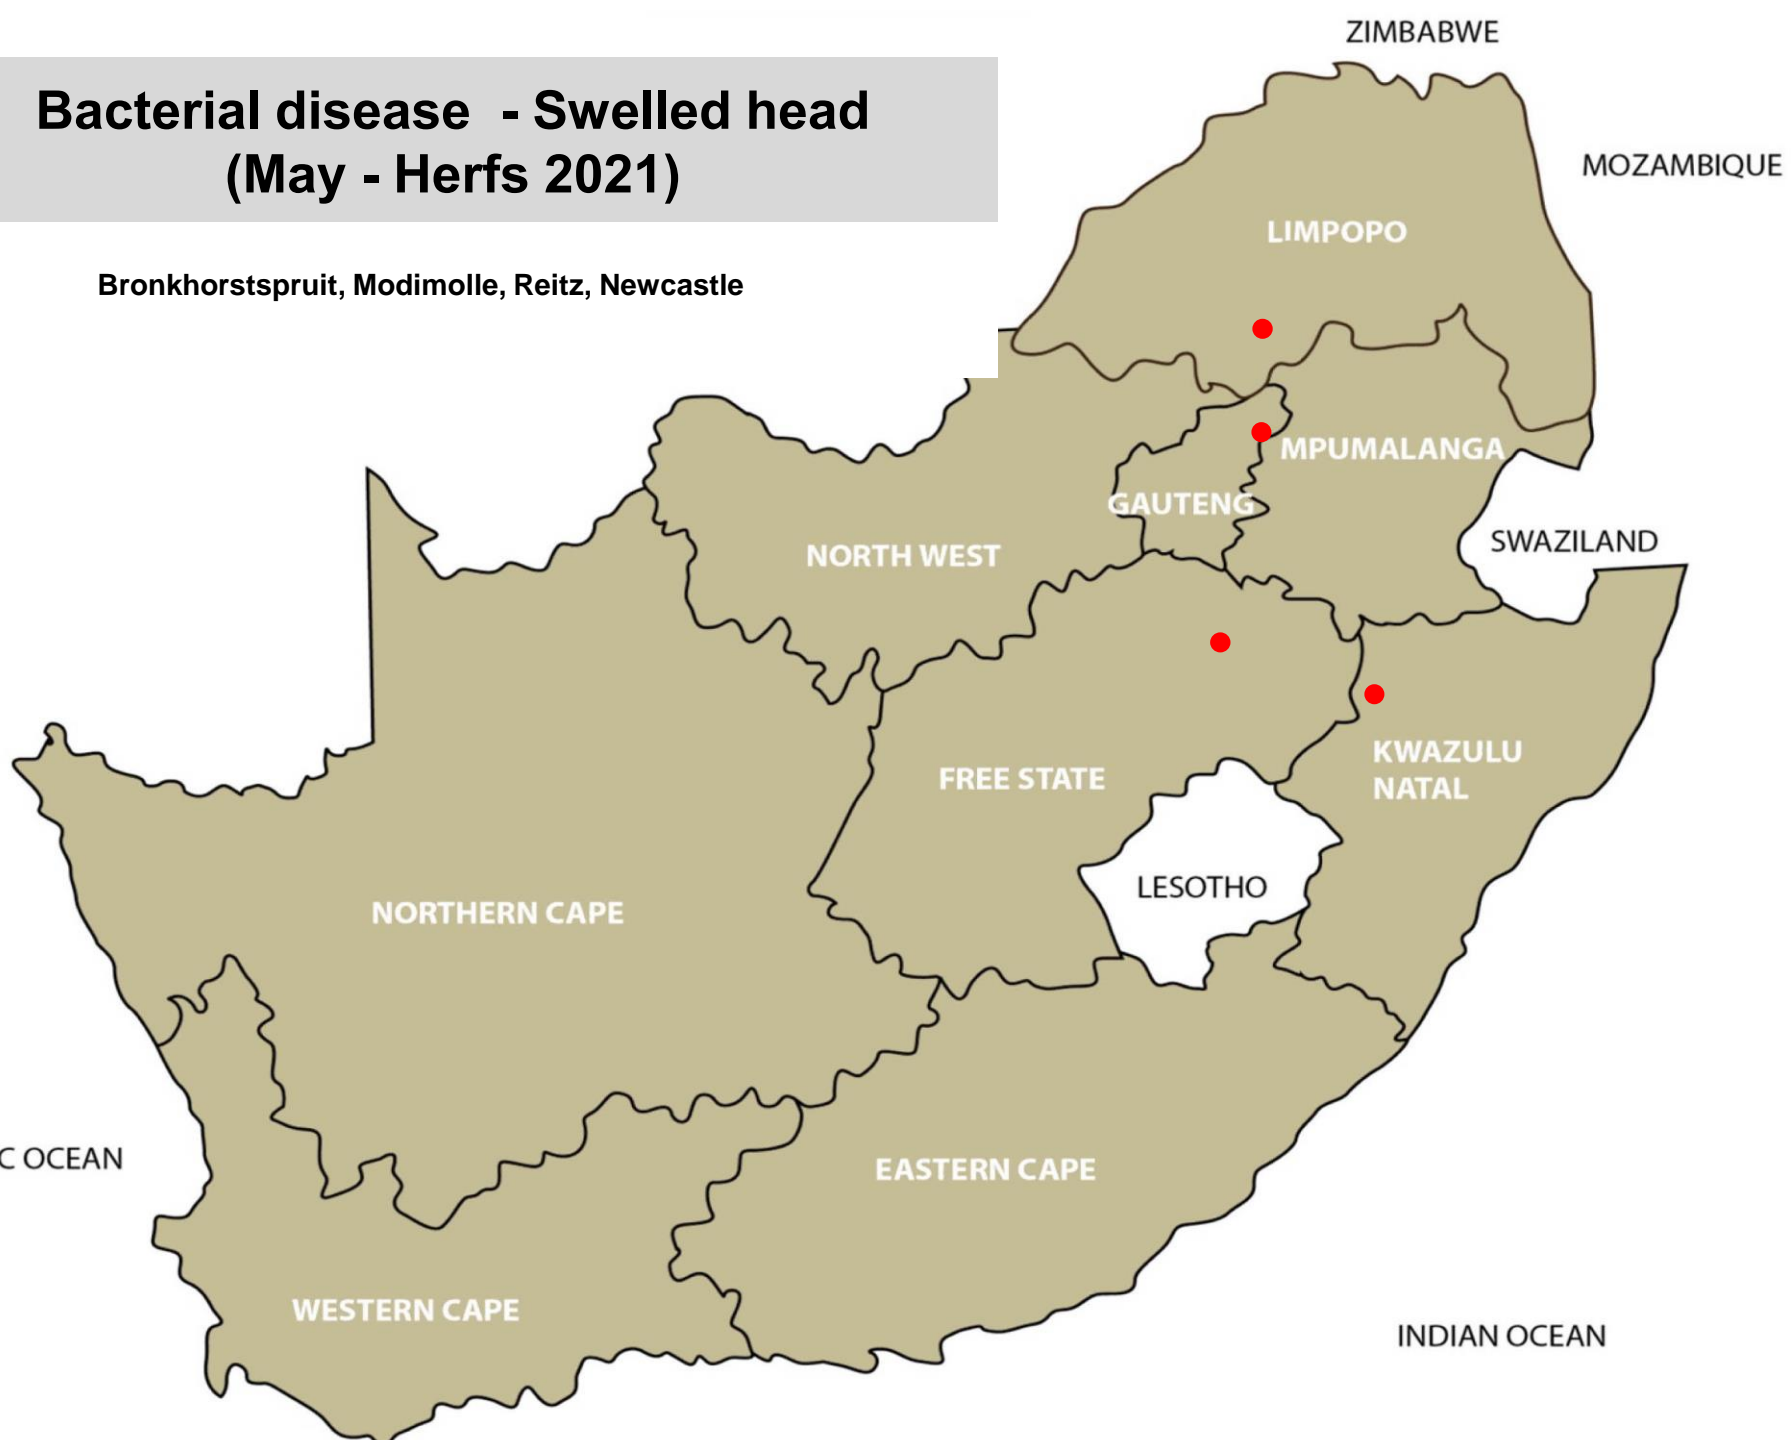 ZIMBABWE
Bacterial disease - Swelled head
(May - Herfs 2021)
MOZAMBIQUE
LIMPOPO
Bronkhorstspruit, Modimolle, Reitz, Newcastle
MPUMALANGA
GAUTENG
SWAZILAND
NORTH WEST
KWAZULU
NATAL
FREE STATE
LESOTHO
NORTHERN CAPE
C OCEAN
EASTERN CAPE
WESTERN CAPE
INDIAN OCEAN